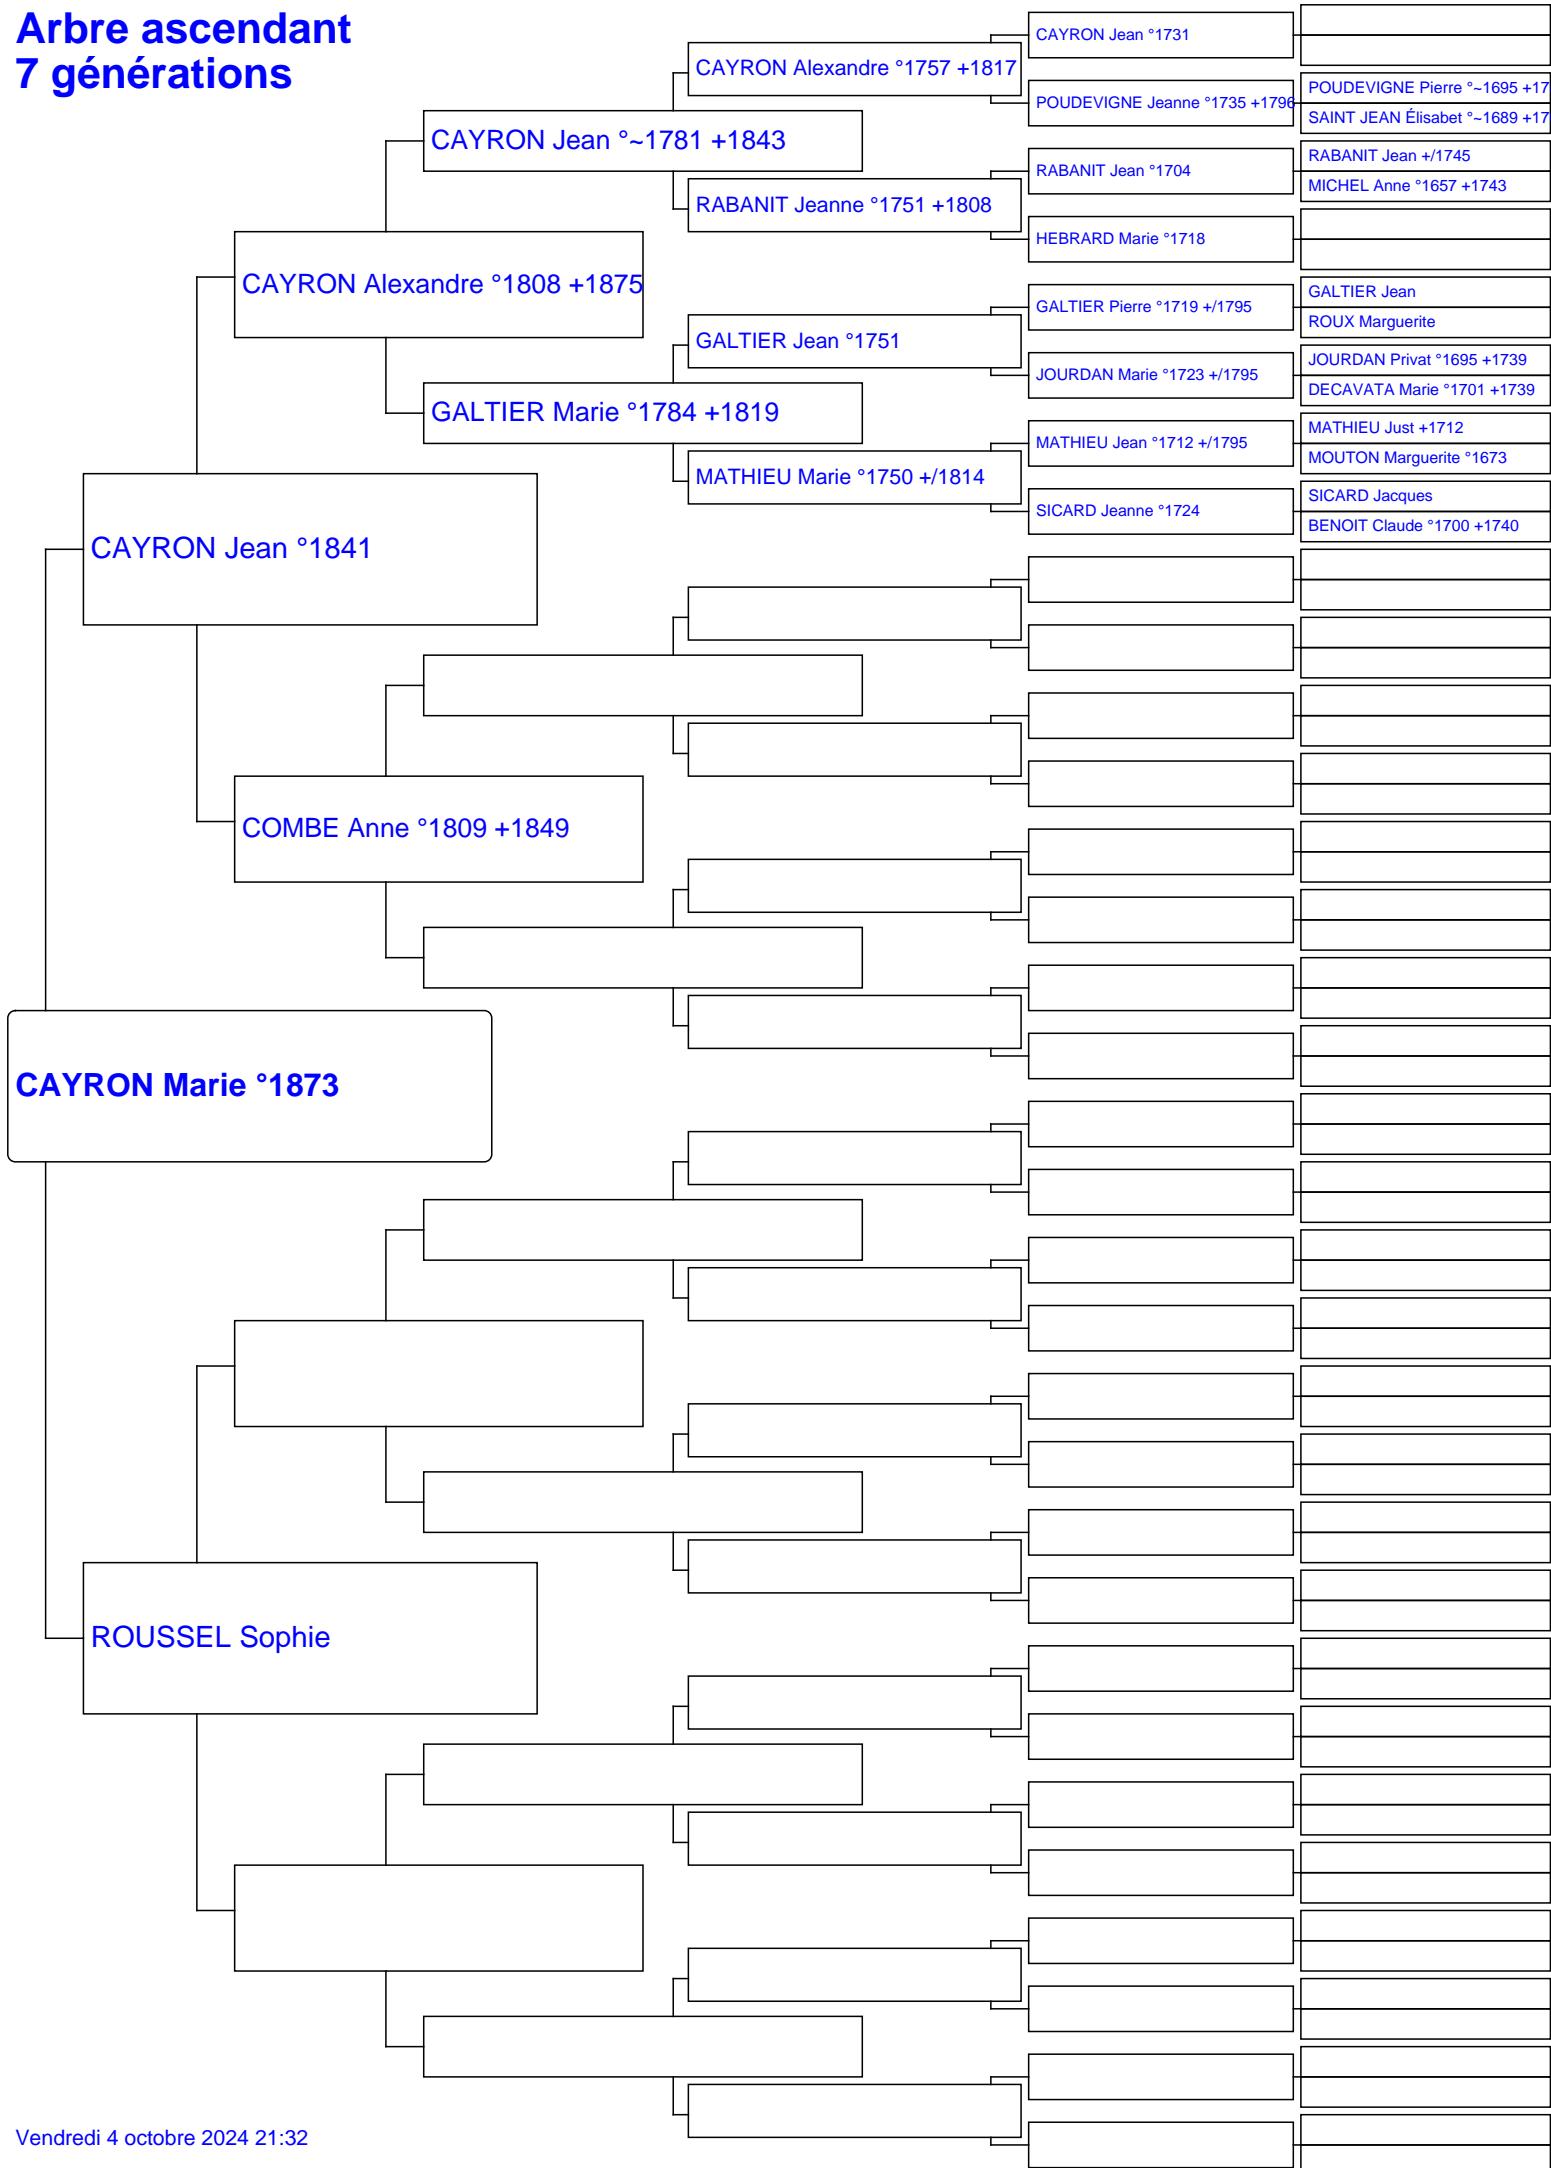 Arbre ascendant
7 générations
CAYRON Marie °1873
CAYRON Jean °1841
ROUSSEL Sophie
CAYRON Alexandre °1808 +1875
COMBE Anne °1809 +1849
CAYRON Jean °~1781 +1843
GALTIER Marie °1784 +1819
CAYRON Alexandre °1757 +1817
RABANIT Jeanne °1751 +1808
GALTIER Jean °1751
MATHIEU Marie °1750 +/1814
CAYRON Jean °1731
POUDEVIGNE Jeanne °1735 +1796
RABANIT Jean °1704
HEBRARD Marie °1718
GALTIER Pierre °1719 +/1795
JOURDAN Marie °1723 +/1795
MATHIEU Jean °1712 +/1795
SICARD Jeanne °1724
POUDEVIGNE Pierre °~1695 +17
SAINT JEAN Élisabet °~1689 +17
RABANIT Jean +/1745
MICHEL Anne °1657 +1743
GALTIER Jean
ROUX Marguerite
JOURDAN Privat °1695 +1739
DECAVATA Marie °1701 +1739
MATHIEU Just +1712
MOUTON Marguerite °1673
SICARD Jacques
BENOIT Claude °1700 +1740
Vendredi 4 octobre 2024 21:32